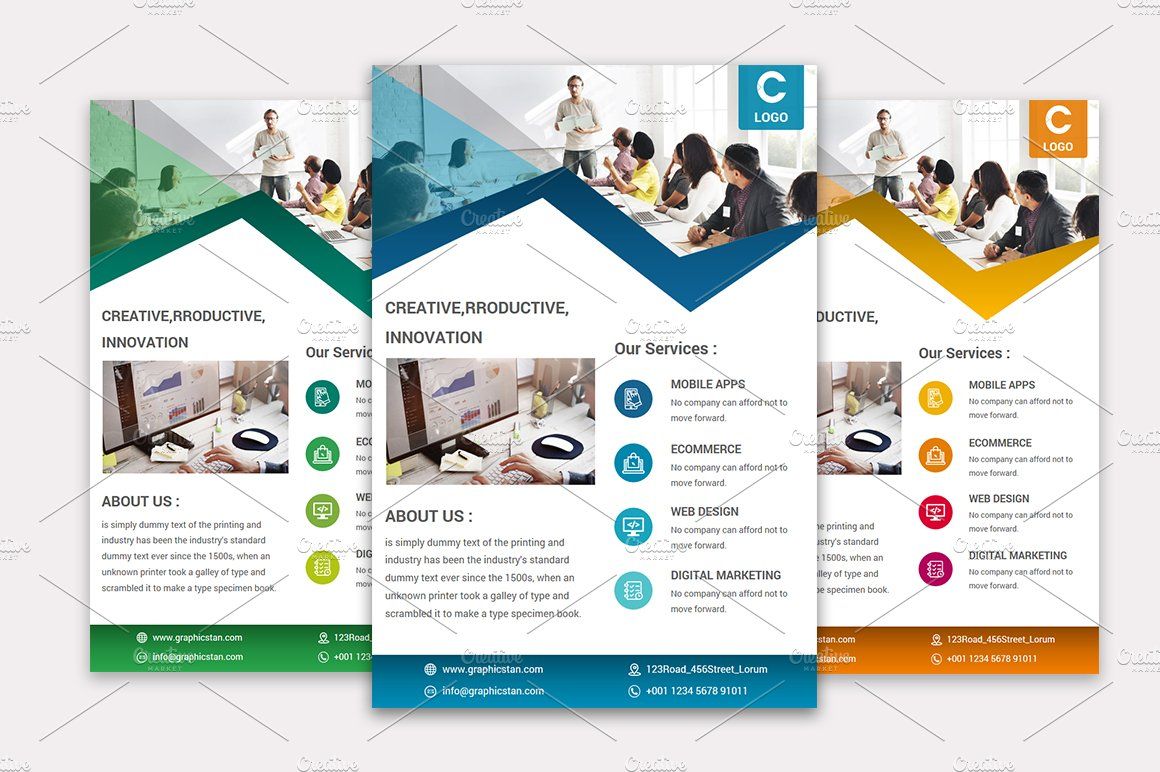 LOGO
CREATIVE,RRODUCTIVE,
INNOVATION
Our Services :
MOBILE APPS
No company can afford not to
move forward.
ECOMMERCE
No company can afford not to
move forward.
WEB DESIGN
No company can afford not to
move forward.
DIGITAL MARKETING
No company can afford not to
move forward.
ABOUT US :
is simply dummy text of the printing and
industry has been the industry's standard
dummy text ever since the 1500s, when an
unknown printer took a galley of type and
scrambled it to make a type specimen book.
www.graphicstan.com
info@graphicstan.com
123Road_456Street_Lorum
+001 1234 5678 91011
CREATIVE,RRODUCTIVE,
INNOVATION
Our Servic
ABOUT US :
is simply dummy text of the printing and
industry has been the industry's standard
dummy text ever since the 1500s, when an
unknown printer took a galley of type and
scrambled it to make a type specimen book.
www.graphicstan.com
info@graphicstan.com
123Road_
+001 123
LOGO
DUCTIVE,
Our Services :
MOBILE APPS
No company can afford not to
move forward.
ECOMMERCE
No company can afford not to
move forward.
WEB DESIGN
No company can afford not to
move forward.
DIGITAL MARKETING
No company can afford not to
move forward.
e printing and
y's standard
00s, when an
of type and
ecimen book.
stan.com
stan.com
123Road_456Street_Lorum
+001 1234 5678 91011
Creative
MARKET